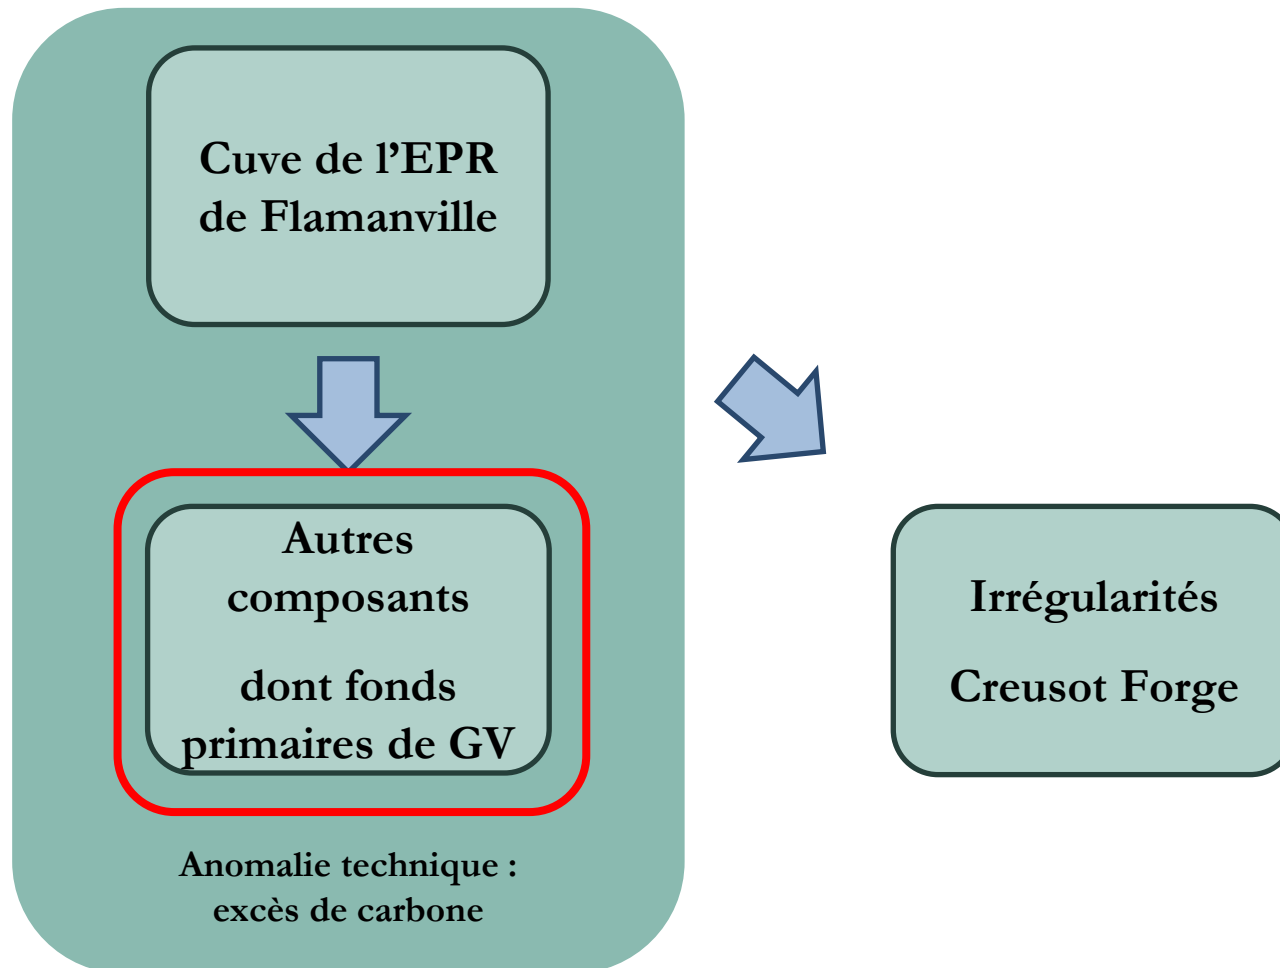 Cuve de l’EPR
de Flamanville
Autres
composants
dont fonds
primaires de GV
Anomalie technique :
excès de carbone
Irrégularités
Creusot Forge